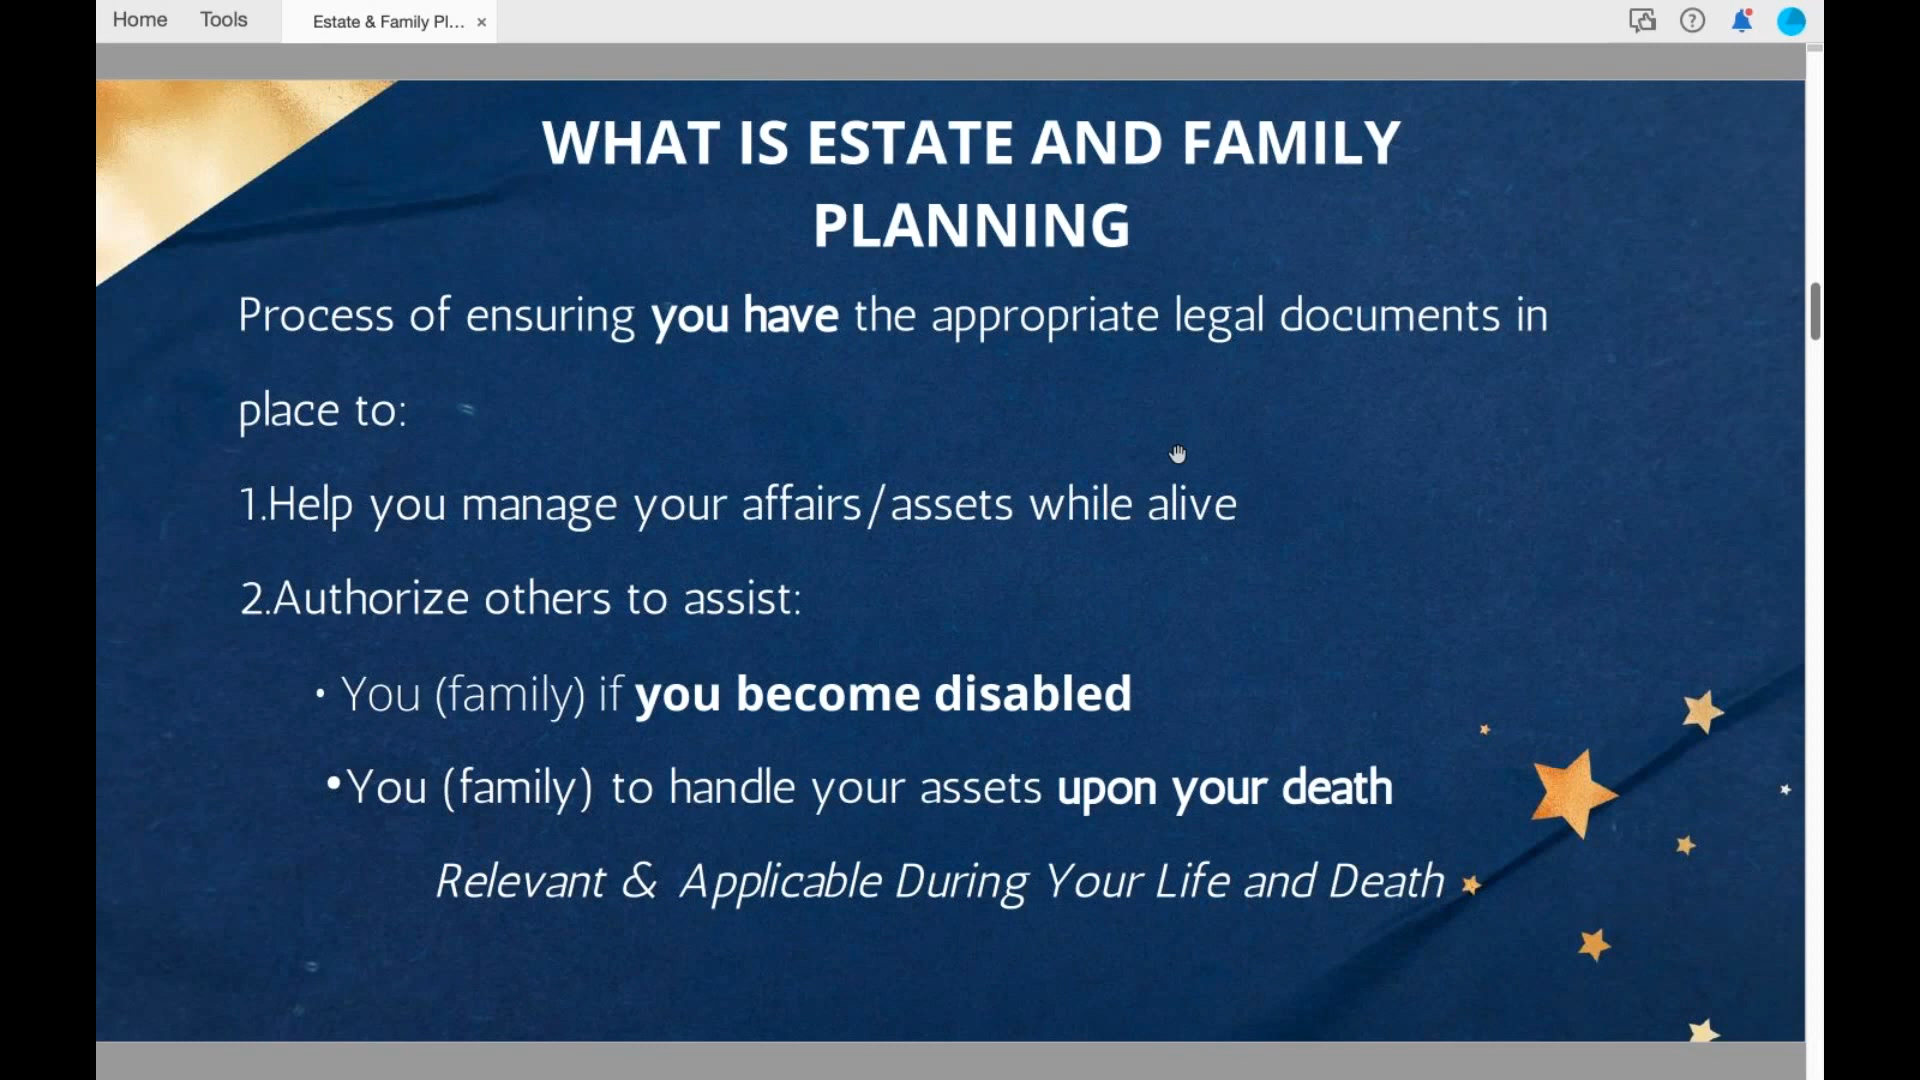 Home Tools Estate & Family Pl... ×
WHAT IS ESTATE AND FAMILY
PLANNING
Process of ensuring you have the appropriate legal documents in
place to:
1.Help you manage your affairs/assets while alive
2.Authorize others to assist:
• You (family) if you become disabled
•You (family) to handle your assets upon your death
Relevant & Applicable During Your Life and Death